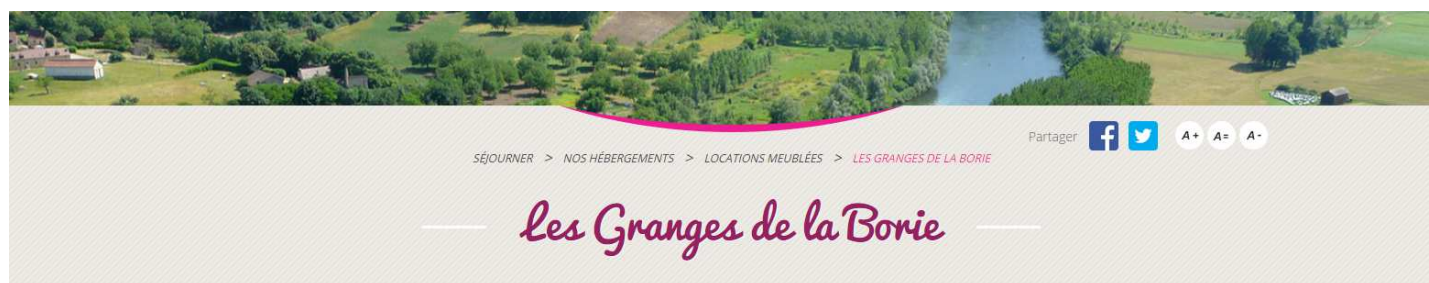 Partager f A+ A= A-
SÉJOURNER > NOS HÉBERGEMENTS > LOCATIONS MEUBLÉES > LES GRANGES DE LA BORIE
Les Granges de la Borie